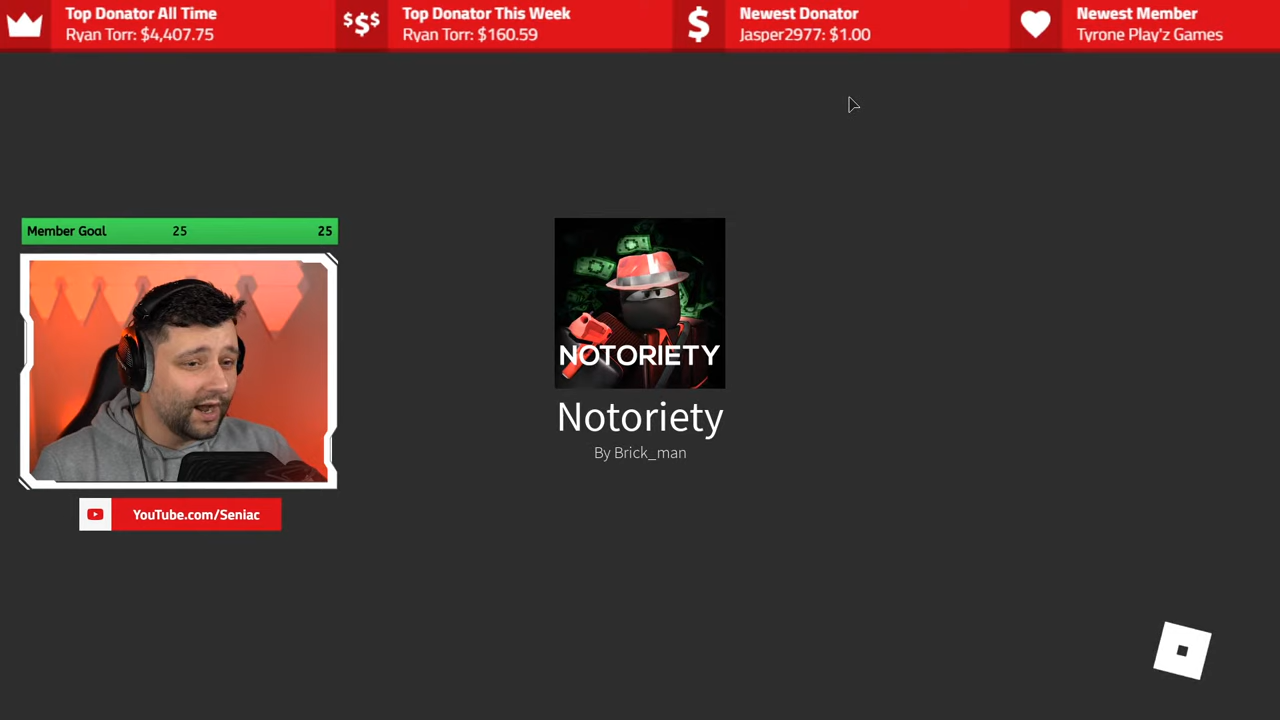 Top Donator All Time
Ryan Torr: $4,407.75
$$$
Top Donator This Week
Ryan Torr: $160.59
$
Newest Donator
Jasper2977: $1.00
Newest Member
Tyrone Play'z Games
Member Goal 25 25
NOTORIETY
Notoriety
By Brick_man
YouTube.com/Seniac